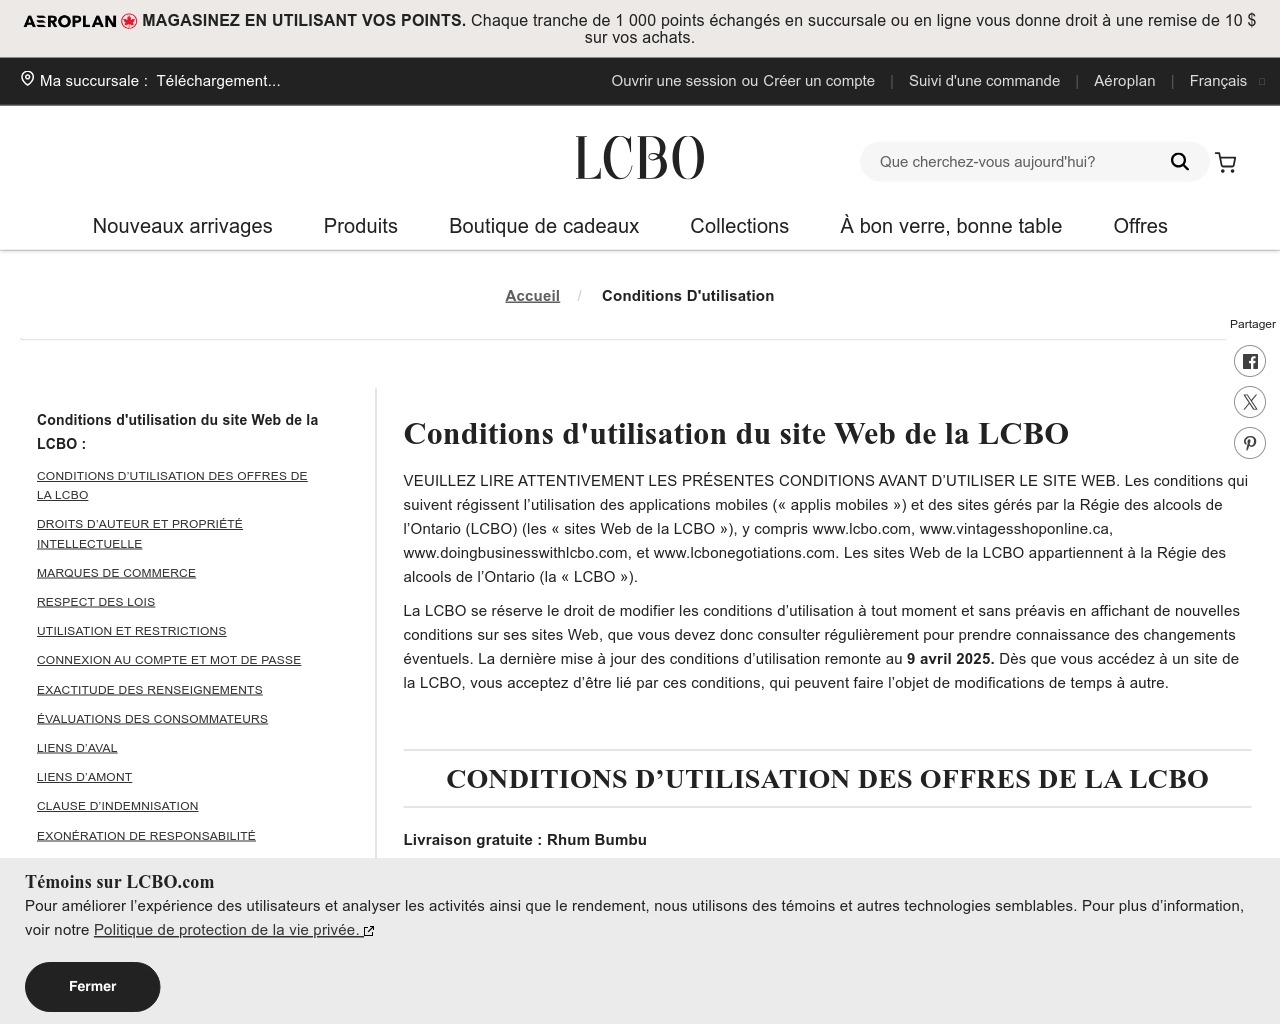 AEROPLAN MAGASINEZ EN UTILISANT VOS POINTS. Chaque tranche de 1 000 points échangés en succursale ou en ligne vous donne droit à une remise de 10 $
sur vos achats.
Ma succursale : Téléchargement...
Ouvrir une session ou Créer un compte | Suivi d'une commande | Aéroplan | Français
LCBO
Que cherchez-vous aujourd'hui?
Nouveaux arrivages Produits Boutique de cadeaux Collections À bon verre, bonne table Offres
Accueil / Conditions D'utilisation
Partager
Conditions d'utilisation du site Web de la
LCBO :
CONDITIONS D’UTILISATION DES OFFRES DE
LA LCBO
DROITS D’AUTEUR ET PROPRIÉTÉ
INTELLECTUELLE
MARQUES DE COMMERCE
RESPECT DES LOIS
UTILISATION ET RESTRICTIONS
CONNEXION AU COMPTE ET MOT DE PASSE
EXACTITUDE DES RENSEIGNEMENTS
ÉVALUATIONS DES CONSOMMATEURS
LIENS D’AVAL
LIENS D’AMONT
CLAUSE D’INDEMNISATION
EXONÉRATION DE RESPONSABILITÉ
Conditions d'utilisation du site Web de la LCBO
VEUILLEZ LIRE ATTENTIVEMENT LES PRÉSENTES CONDITIONS AVANT D’UTILISER LE SITE WEB. Les conditions qui
suivent régissent l’utilisation des applications mobiles (« applis mobiles ») et des sites gérés par la Régie des alcools de
l’Ontario (LCBO) (les « sites Web de la LCBO »), y compris www.lcbo.com, www.vintagesshoponline.ca,
www.doingbusinesswithlcbo.com, et www.lcbonegotiations.com. Les sites Web de la LCBO appartiennent à la Régie des
alcools de l’Ontario (la « LCBO »).
La LCBO se réserve le droit de modifier les conditions d’utilisation à tout moment et sans préavis en affichant de nouvelles
conditions sur ses sites Web, que vous devez donc consulter régulièrement pour prendre connaissance des changements
éventuels. La dernière mise à jour des conditions d’utilisation remonte au 9 avril 2025. Dès que vous accédez à un site de
la LCBO, vous acceptez d’être lié par ces conditions, qui peuvent faire l’objet de modifications de temps à autre.
CONDITIONS D’UTILISATION DES OFFRES DE LA LCBO
Livraison gratuite : Rhum Bumbu
Témoins sur LCBO.com
Pour améliorer l’expérience des utilisateurs et analyser les activités ainsi que le rendement, nous utilisons des témoins et autres technologies semblables. Pour plus d’information,
voir notre Politique de protection de la vie privée.
Fermer